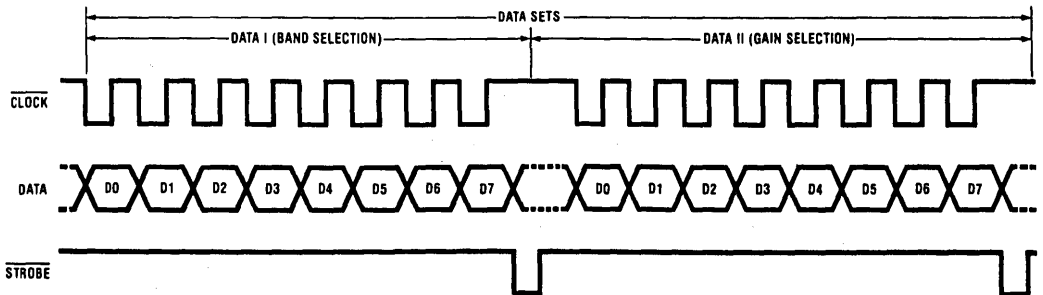 DATA SETS
DATA I (BAND SELECTION) DATA II (GAIN SELECTION)
CLOCK
DATA D0 D1 D2 D3 D4 D5 D6 D7 D0 D1 D2 D3 D4 D5 D6 D7
STROBE